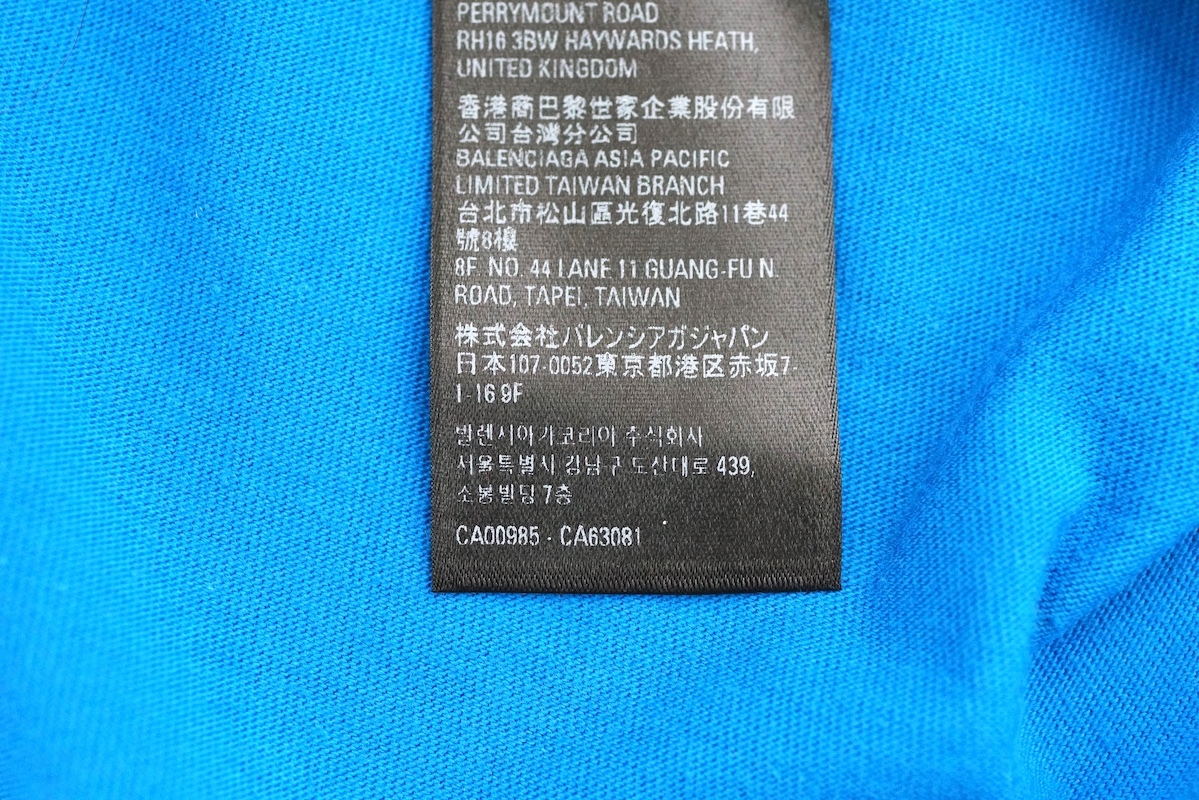 PERRYMOUNT ROAD
RH16 3BW HAYWARDS HEATH,
UNITED KINGDOM
香港商巴黎世家企業股份有限
公司台灣分公司
BALENCIAGA ASIA PACIFIC
LIMITED TAIWAN BRANCH
台北市松山區光復北路11巷44
號8樓
8F. NO. 44 LANE 11 GUANG-FU N.
ROAD, TAPEI, TAIWAN
株式会社バレンシアガジャパン
日本107-0052東京都港区赤坂7-
1-16 9F
발렌시아가코리아 주식회사
서울특별시 강남구 도산대로 439,
소봉빌딩 7층
CA00985 - CA63081